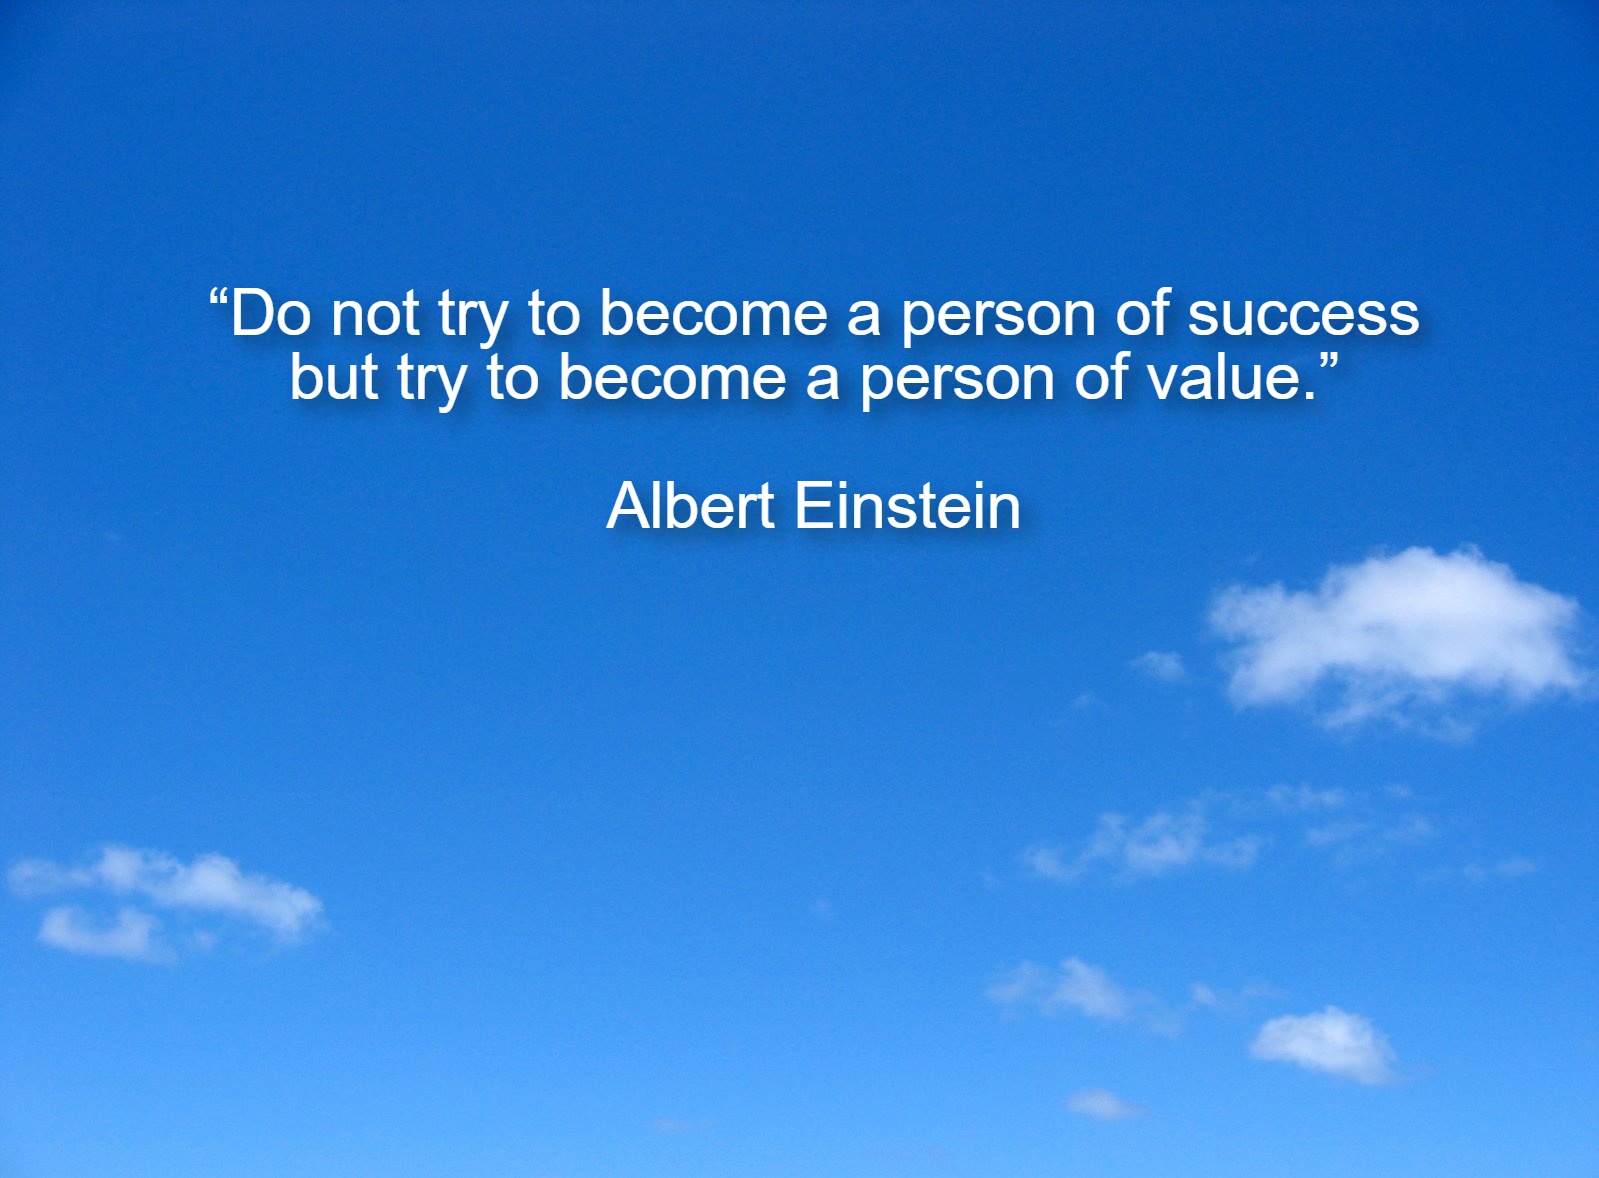 “Do not try to become a person of success
but try to become a person of value.”
Albert Einstein